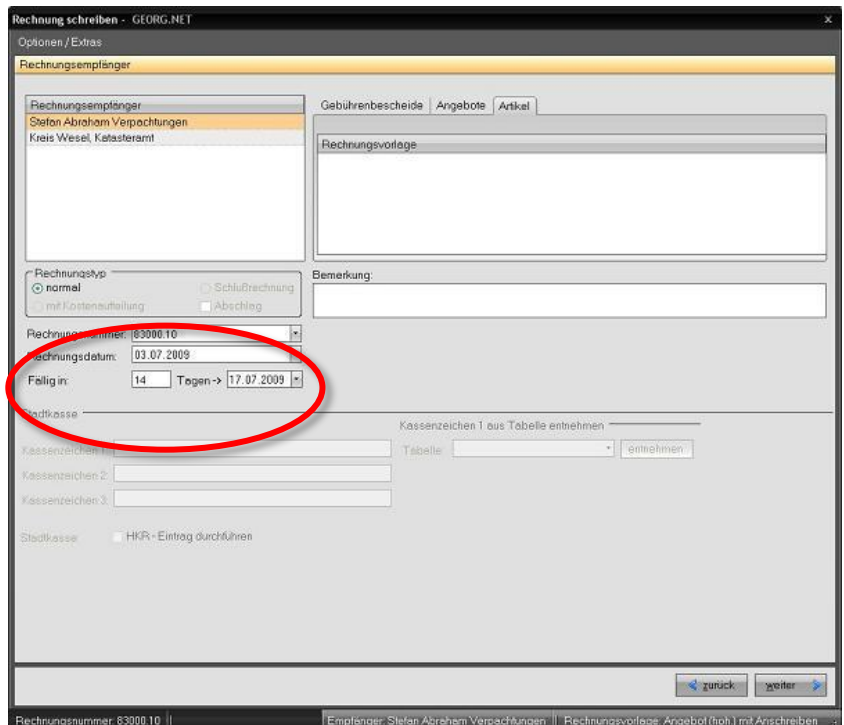 Rechnung schreiben - GEORG.NET x
Optionen / Extras
Rechnungsempfänger
Rechnungsempfänger
Stefan Abraham Verpachtungen
Kreis Wesel, Katasteramt
Gebührenbescheide Angebote Artikel
Rechnungsvorlage
Rechnungstyp
normal Schlußrechnung
mit Kostenaufteilung Abschlag
Bemerkung:
Rechnungsnummer: 83000.10
Rechnungsdatum: 03.07.2009
Fällig in: 14 Tagen -> 17.07.2009
Stadtkasse
Kassenzeichen 1 aus Tabelle entnehmen
Kassenzeichen 1: Tabelle entnehmen
Kassenzeichen 2:
Kassenzeichen 3:
Stadtkasse HKR - Eintrag durchführen
zurück weiter
Rechnungsnummer: 83000.10 Empfänger: Stefan Abraham Verpachtungen Rechnungsvorlage: Angebot (hoh.) mit Anschreiben